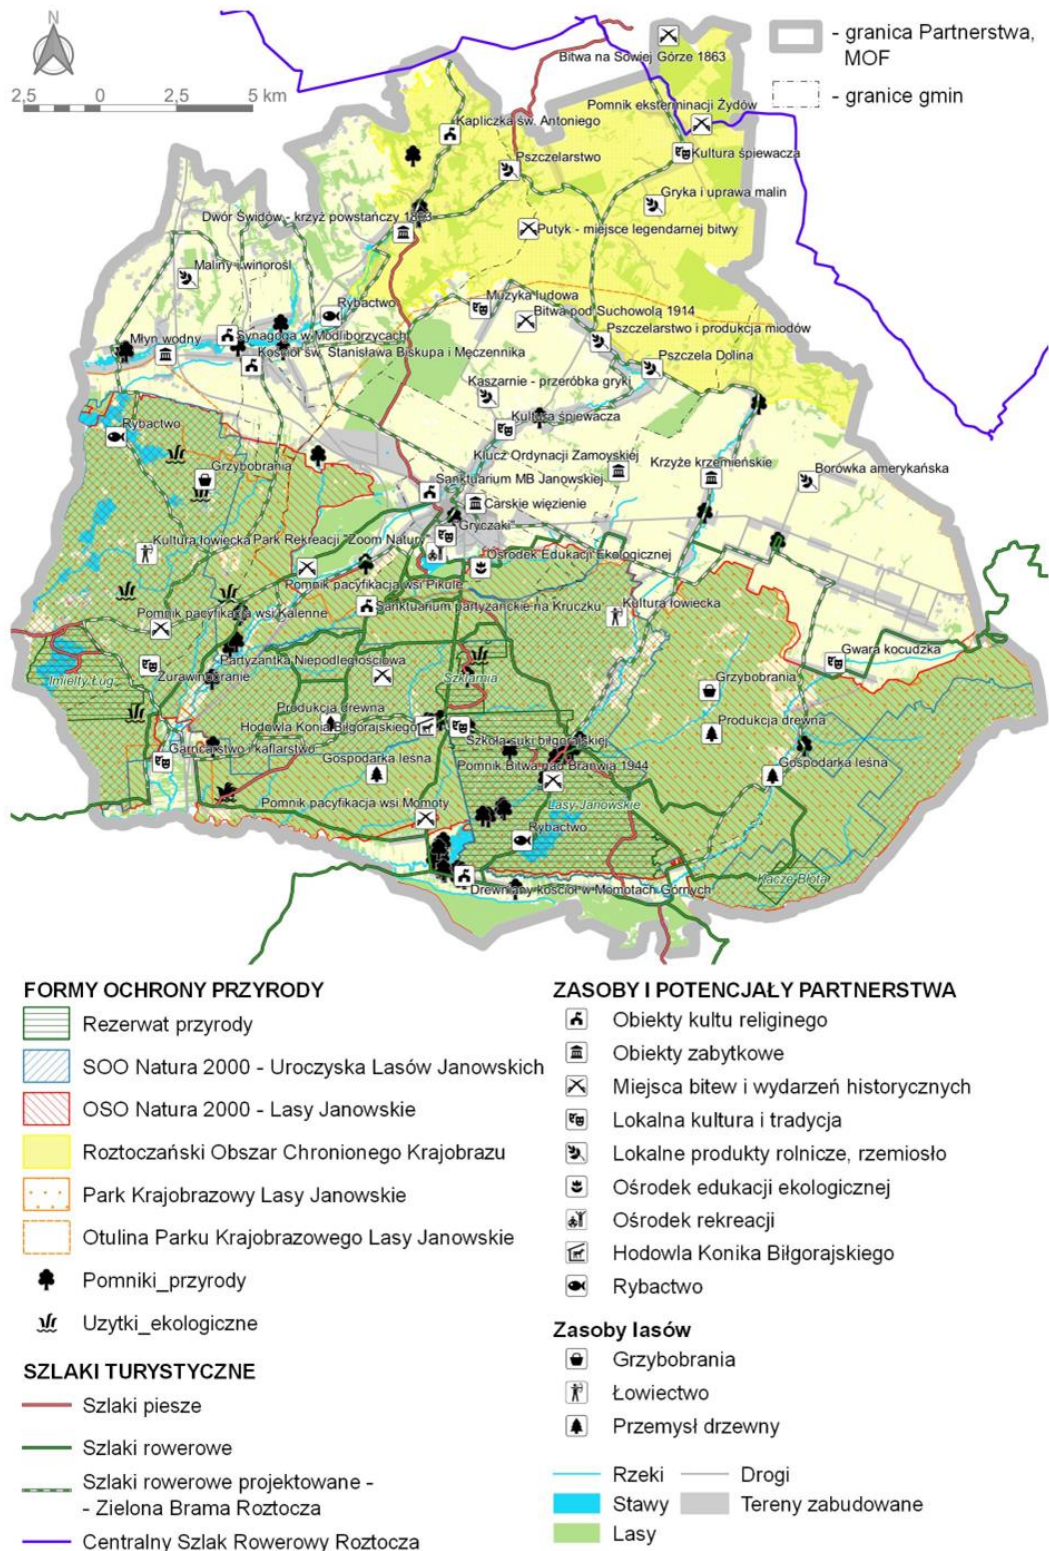 N
2,5 0 2,5 5 km
- granica Partnerstwa,
MOF
- granice gmin
Bitwa na Sowiej Górze 1863
Pomnik eksterminacji Żydów
Kapliczka św. Antoniego
Kultura śpiewacza
Pszczelarstwo
Gryka i uprawa malin
Dwór Świdów - krzyż powstańczy 1863
Putyk - miejsce legendarnej bitwy
Maliny i winorośl
Rybactwo
Muzyka ludowa
Bitwa pod Suchowolą 1914
Pszczelarstwo i produkcja miodów
Młyn wodny
Synagoga w Modliborzycach
Kościół św. Stanisława Biskupa i Męczennika
Pszczela Dolina
Kaszarnie - przeróbka gryki
Kultura śpiewacza
Rybactwo
Klucz Ordynacji Zamoyskiej
Krzyże krzemieńskie
Borówka amerykańska
Grzybobrania
Sanktuarium MB Janowskiej
Carskie więzienie
"Gryczaki"
Kultura łowiecka
Park Rekreacji "Zoom Natury"
Ośrodek Edukacji Ekologicznej
Pomnik pacyfikacja wsi Pikule
Pomnik pacyfikacja wsi Kalenne
Sanktuarium partyzanckie na Kruczku
Kultura łowiecka
Gwara kocudzka
Partyzantka Niepodległościowa
Imielty Ług
Żurawinobranie
Szklarnia
Grzybobrania
Produkcja drewna
Produkcja drewna
Hodowla Konia Biłgorajskiego
Szkoła suki biłgorajskiej
Garncarstwo i kaflarstwo
Gospodarka leśna
Pomnik Bitwa nad Branwią 1944
Gospodarka leśna
Pomnik pacyfikacja wsi Momoty
Lasy Janowskie
Rybactwo
Kacze Błota
Drewniany kościół w Momotach Górnych
FORMY OCHRONY PRZYRODY
Rezerwat przyrody
SOO Natura 2000 - Uroczyska Lasów Janowskich
OSO Natura 2000 - Lasy Janowskie
Roztoczański Obszar Chronionego Krajobrazu
Park Krajobrazowy Lasy Janowskie
Otulina Parku Krajobrazowego Lasy Janowskie
Pomniki_przyrody
Uzytki_ekologiczne
SZLAKI TURYSTYCZNE
Szlaki piesze
Szlaki rowerowe
Szlaki rowerowe projektowane -
- Zielona Brama Roztocza
Centralny Szlak Rowerowy Roztocza
ZASOBY I POTENCJAŁY PARTNERSTWA
Obiekty kultu religinego
Obiekty zabytkowe
Miejsca bitew i wydarzeń historycznych
Lokalna kultura i tradycja
Lokalne produkty rolnicze, rzemiosło
Ośrodek edukacji ekologicznej
Ośrodek rekreacji
Hodowla Konika Biłgorajskiego
Rybactwo
Zasoby lasów
Grzybobrania
Łowiectwo
Przemysł drzewny
Rzeki
Drogi
Stawy
Tereny zabudowane
Lasy